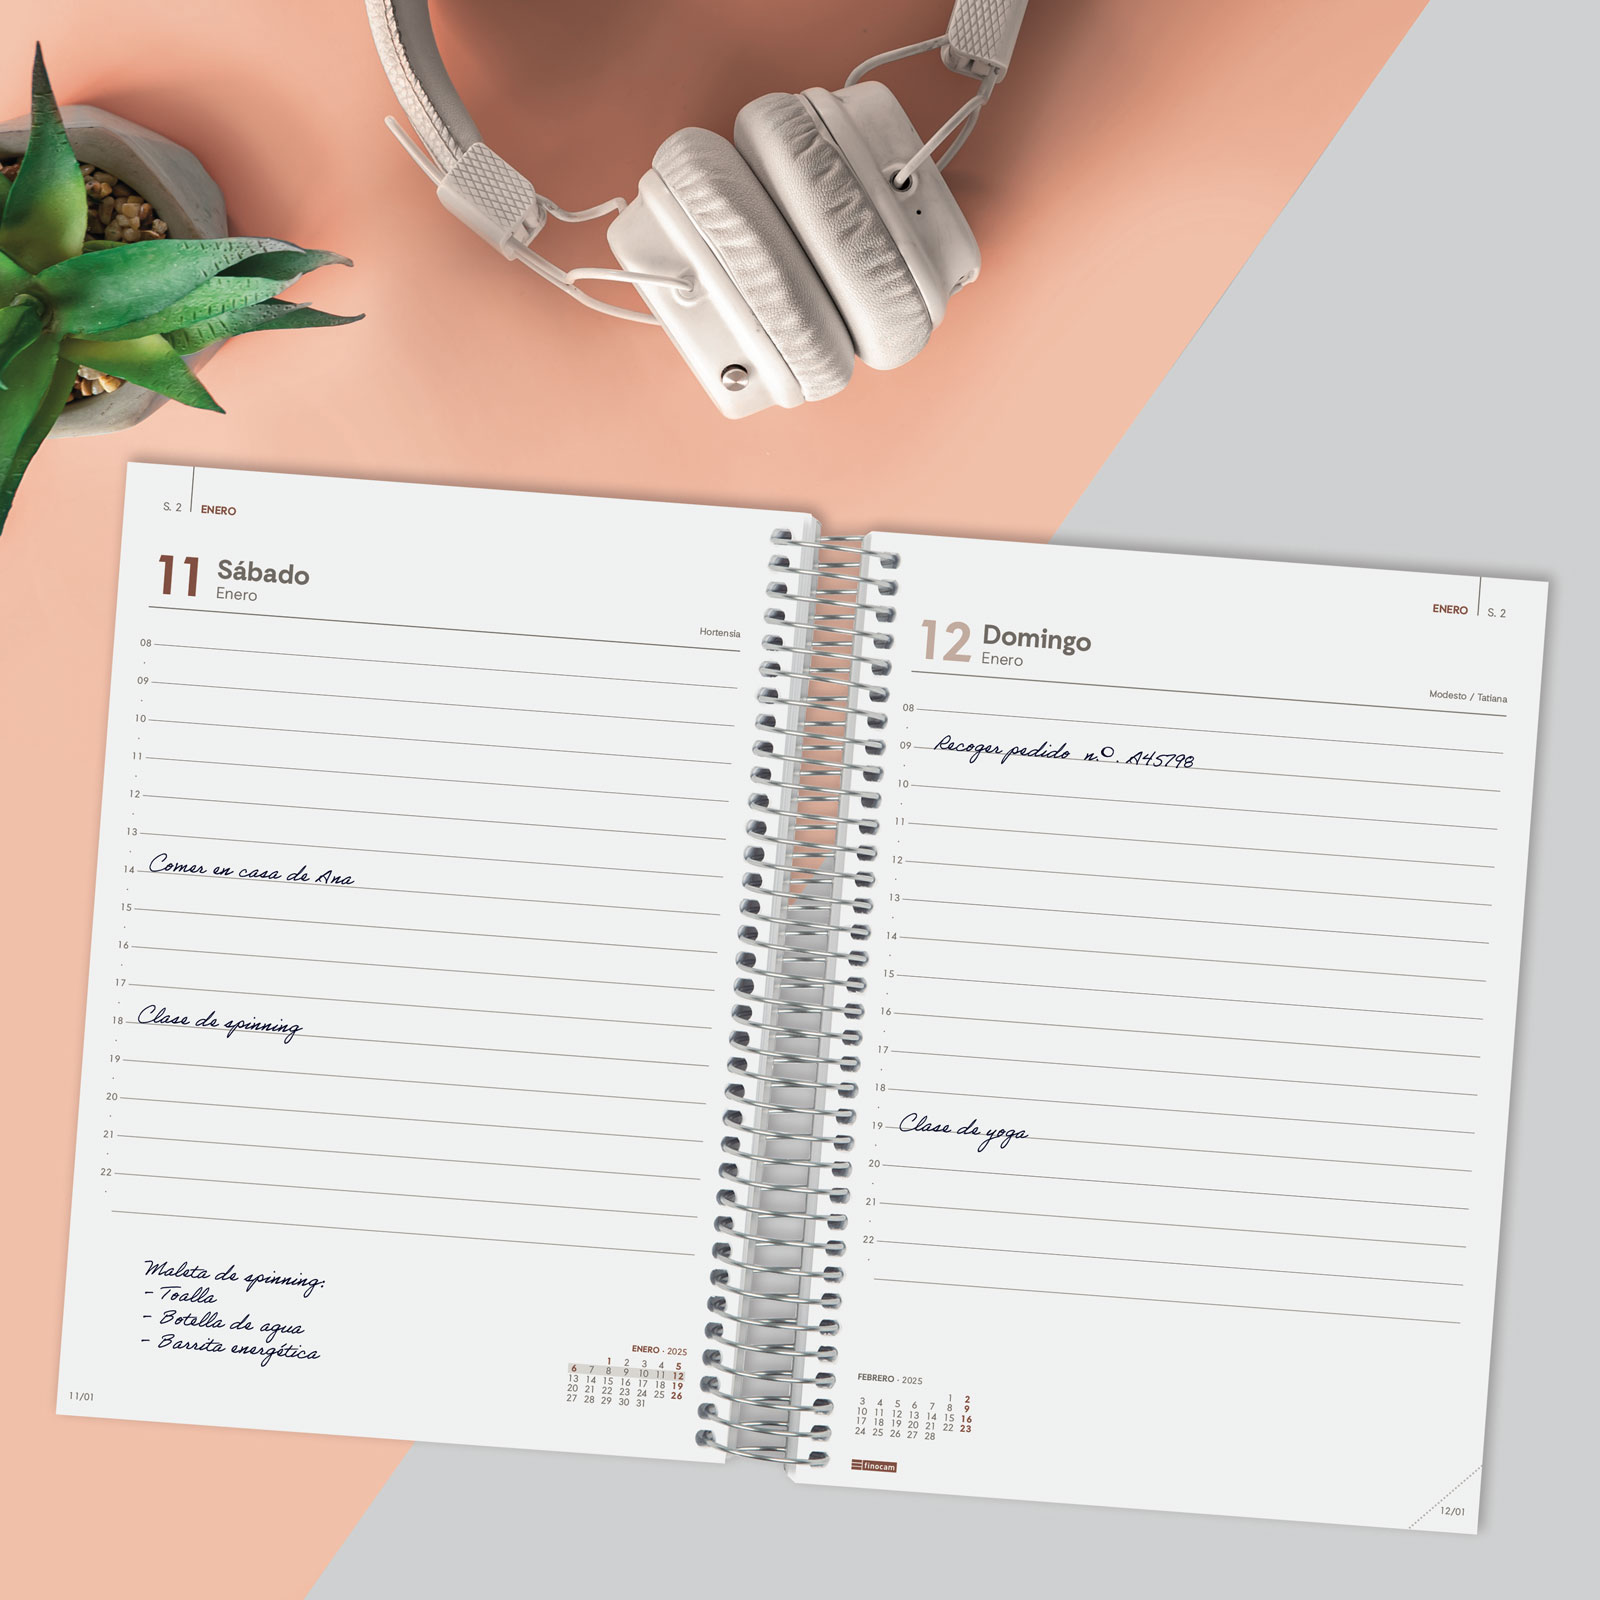 S. 2 ENERO
11 Sábado
Enero
Hortensia
08
09
10
11
12
13
14 Comer en casa de Ana
15
16
17
18 Clase de spinning
19
20
21
22
Maleta de spinning:
- Toalla
- Botella de agua
- Barrita energética
ENERO · 2025
1 2 3 4 5
6 7 8 9 10 11 12
13 14 15 16 17 18 19
20 21 22 23 24 25 26
27 28 29 30 31
11/01
ENERO S. 2
12 Domingo
Enero
Modesto / Tatiana
08
09 Recoger pedido n.º. A45798
10
11
12
13
14
15
16
17
18
19 Clase de yoga
20
21
22
FEBRERO · 2025
1 2
3 4 5 6 7 8 9
10 11 12 13 14 15 16
17 18 19 20 21 22 23
24 25 26 27 28
finocam
12/01